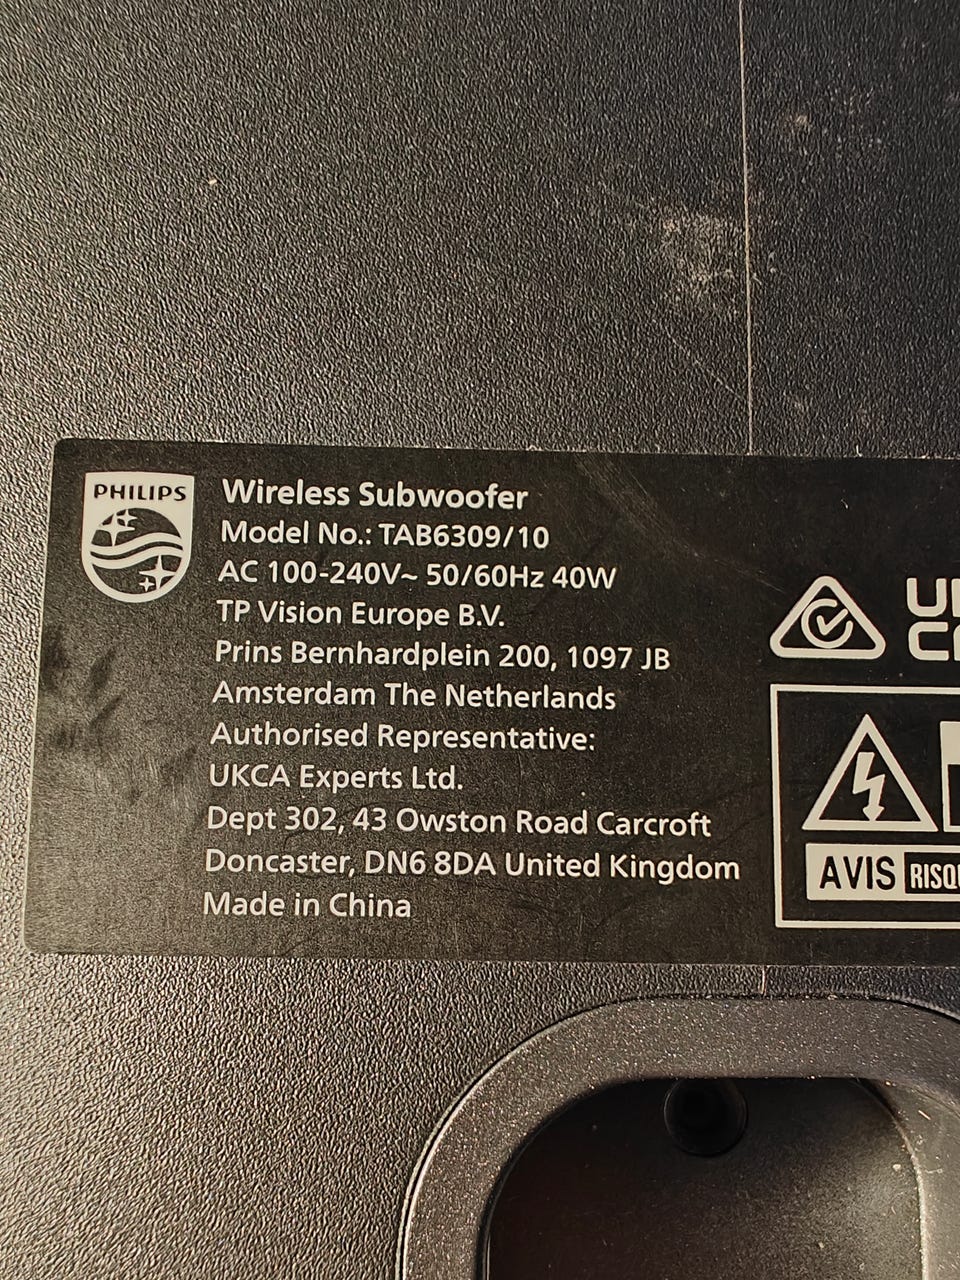 PHILIPS
Wireless Subwoofer
Model No.: TAB6309/10
AC 100-240V~ 50/60Hz 40W
TP Vision Europe B.V.
Prins Bernhardplein 200, 1097 JB
Amsterdam The Netherlands
Authorised Representative:
UKCA Experts Ltd.
Dept 302, 43 Owston Road Carcroft
Doncaster, DN6 8DA United Kingdom
Made in China
AVIS